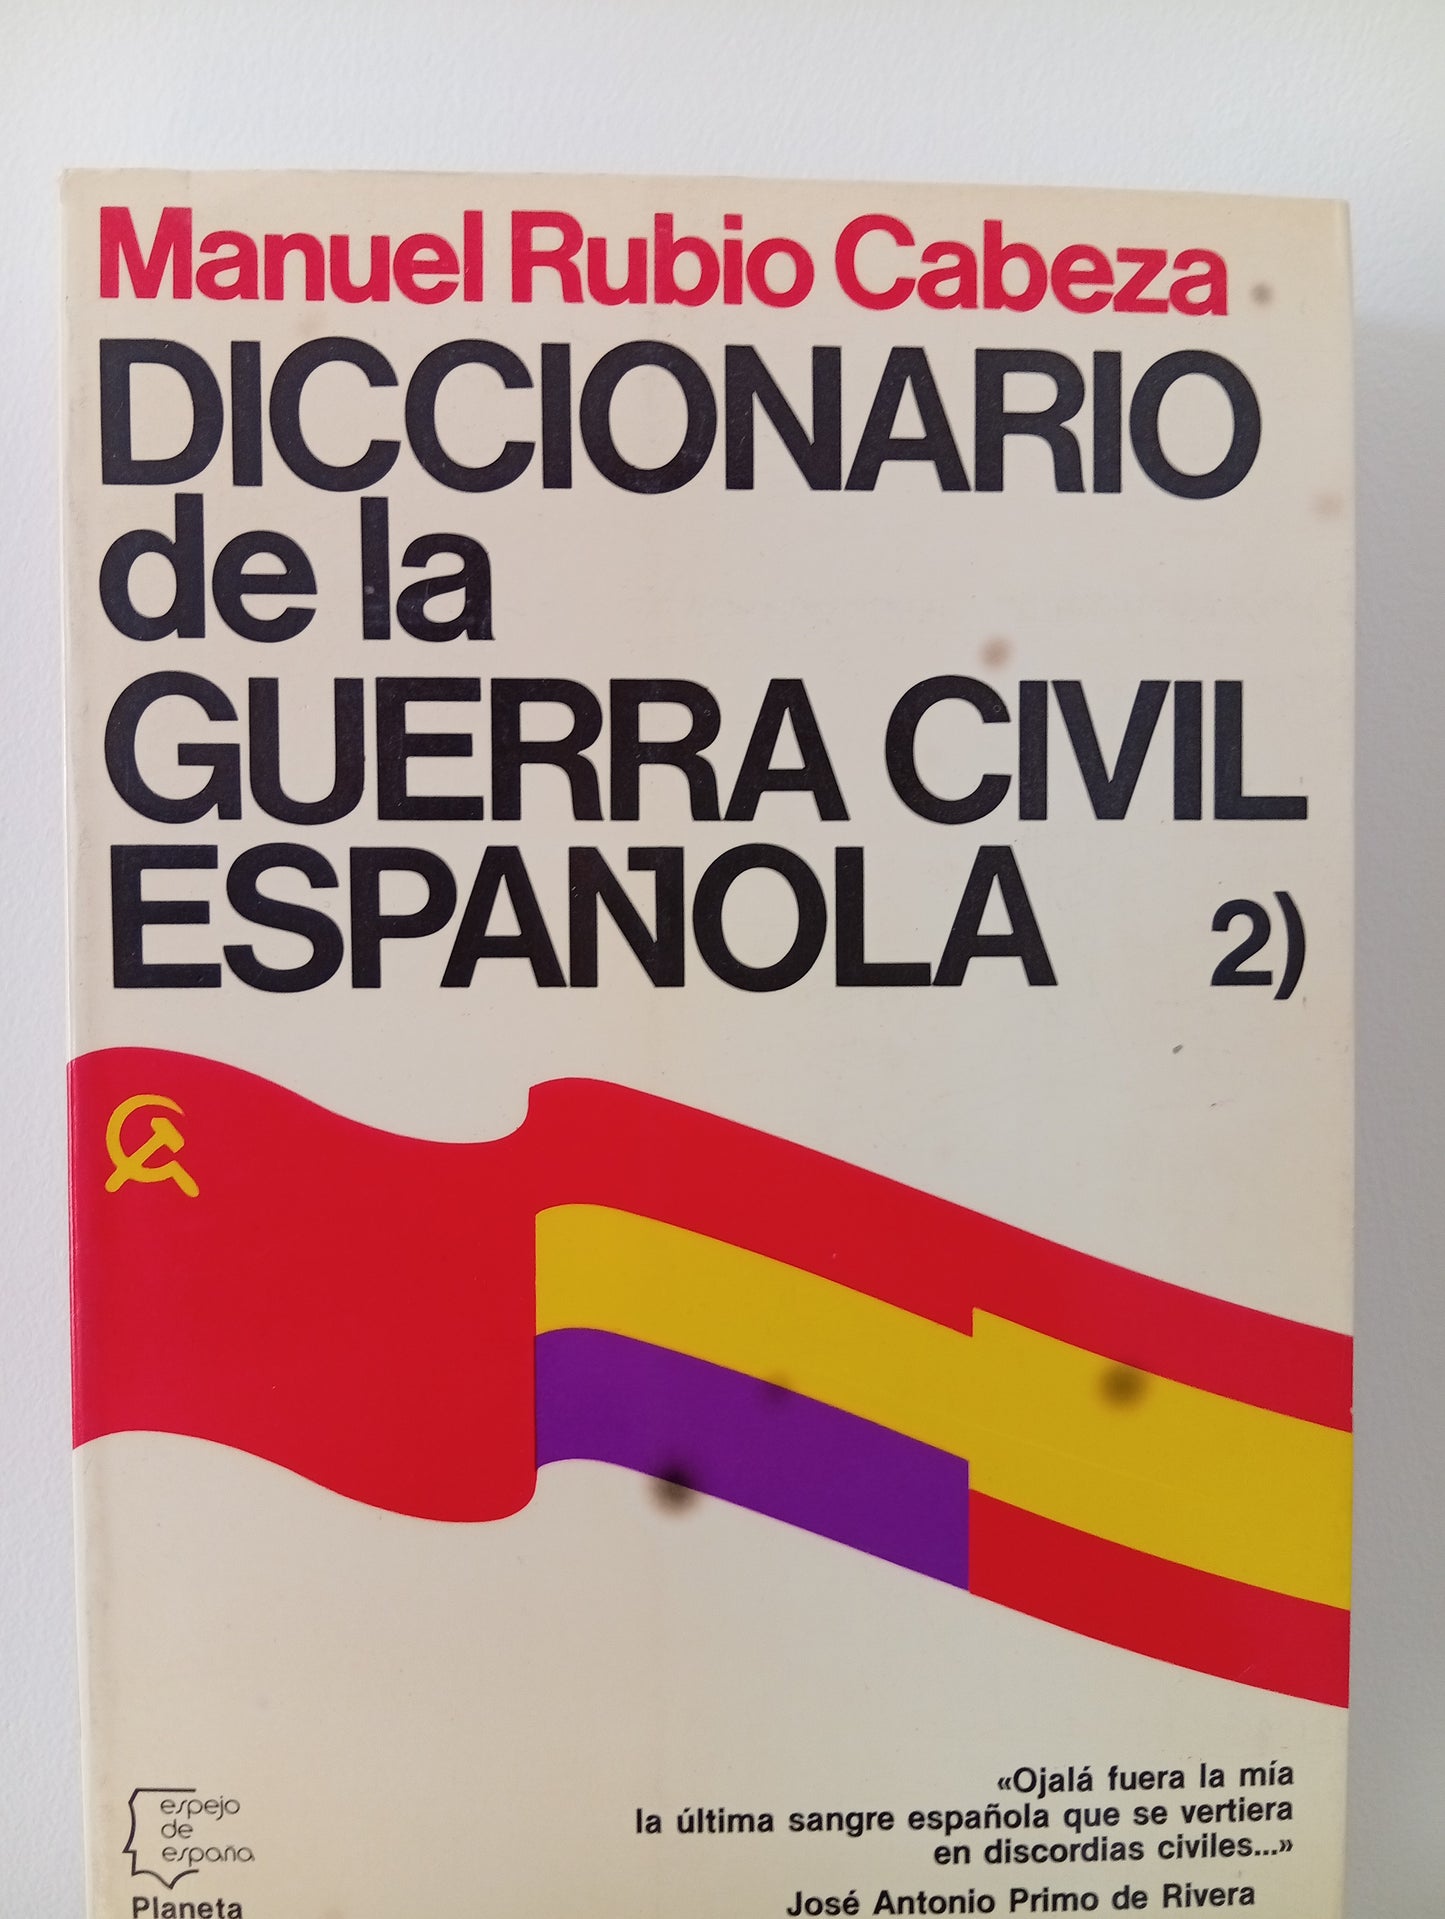 Manuel Rubio Cabeza
DICCIONARIO
de la
GUERRA CIVIL
ESPAÑOLA 2)
«Ojalá fuera la mía
la última sangre española que se vertiera
en discordias civiles...»
José Antonio Primo de Rivera
espejo
de
españa
Planeta